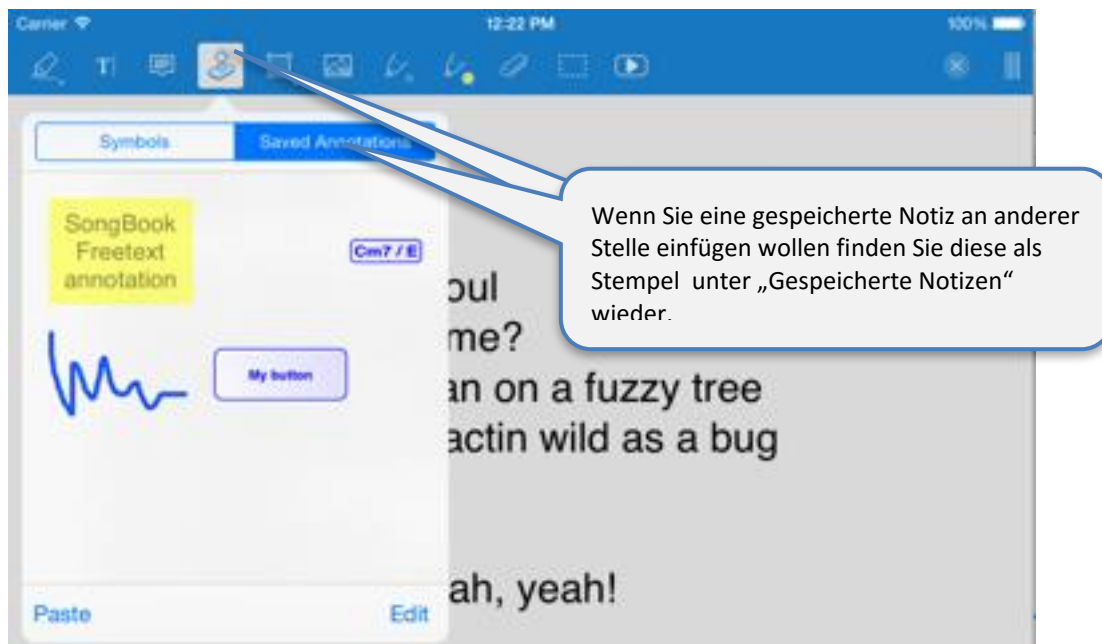 Carrier 12:22 PM 100%
T
Symbols Saved Annotations
SongBook
Freetext
annotation
Cm7 / E
My button
Paste Edit
Wenn Sie eine gespeicherte Notiz an anderer
Stelle einfügen wollen finden Sie diese als
Stempel unter „Gespeicherte Notizen“
wieder.
oul
me?
an on a fuzzy tree
actin wild as a bug
ah, yeah!